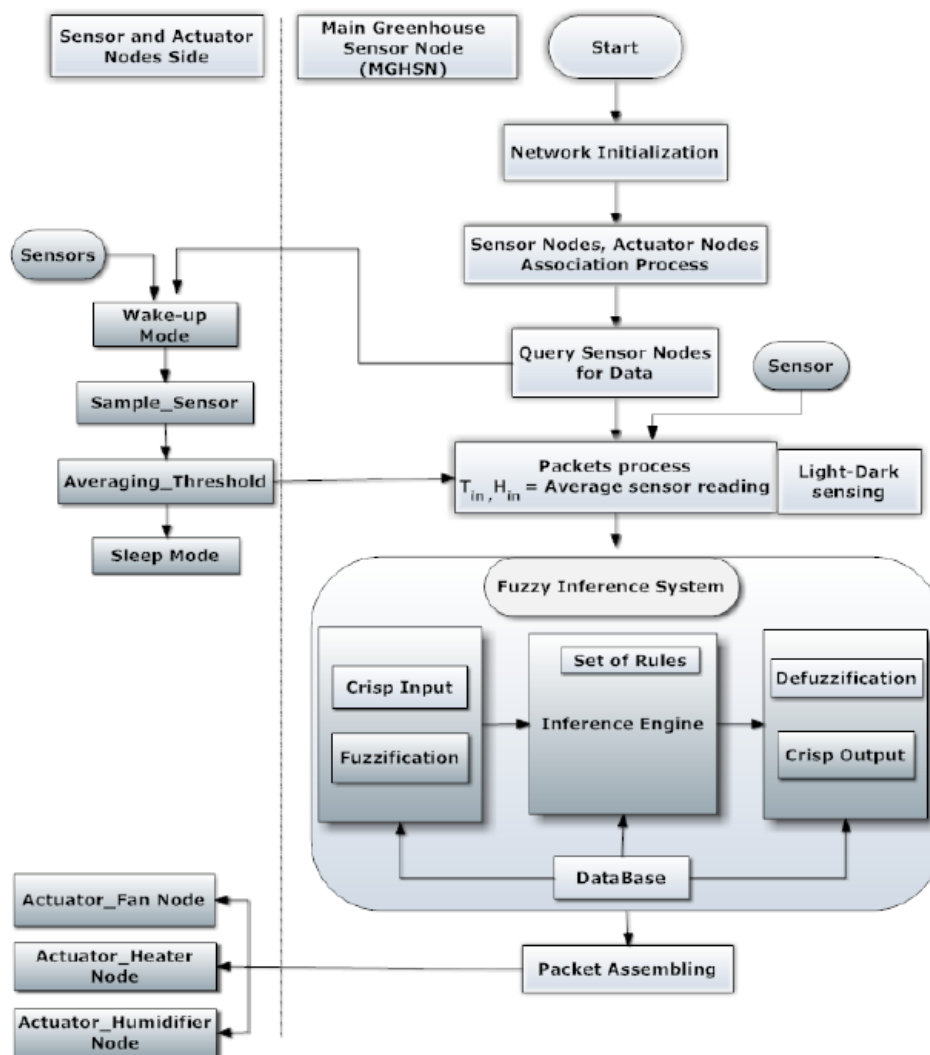 Sensor and Actuator
Nodes Side
Main Greenhouse
Sensor Node
(MGHSN)
Start
Network Initialization
Sensor Nodes, Actuator Nodes
Association Process
Sensors
Wake-up
Mode
Query Sensor Nodes
for Data
Sensor
Sample_Sensor
Averaging_Threshold
Packets process
T_in, H_in = Average sensor reading
Light-Dark
sensing
Sleep Mode
Fuzzy Inference System
Crisp Input
Fuzzification
Set of Rules
Inference Engine
Defuzzification
Crisp Output
DataBase
Actuator_Fan Node
Actuator_Heater
Node
Actuator_Humidifier
Node
Packet Assembling